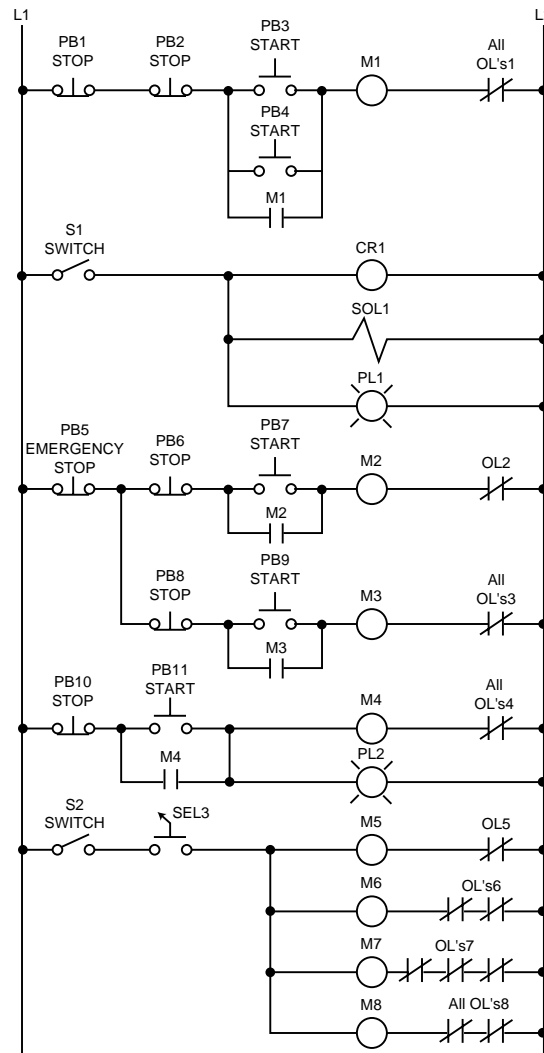 L1
L
PB1
STOP
PB2
STOP
PB3
START
M1
All
OL's1
PB4
START
M1
S1
SWITCH
CR1
SOL1
PL1
PB5
EMERGENCY
STOP
PB6
STOP
PB7
START
M2
OL2
M2
PB8
STOP
PB9
START
M3
All
OL's3
M3
PB10
STOP
PB11
START
M4
All
OL's4
M4
PL2
S2
SWITCH
SEL3
M5
OL5
M6
OL's6
M7
OL's7
M8
All OL's8